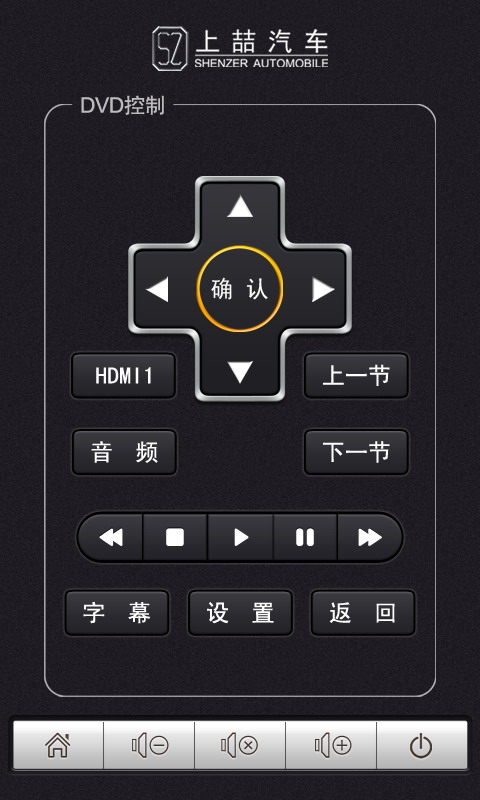 SZ
上喆汽车
SHENZER AUTOMOBILE
DVD控制
确 认
HDMI1
上一节
音 频
下一节
字 幕
设 置
返 回